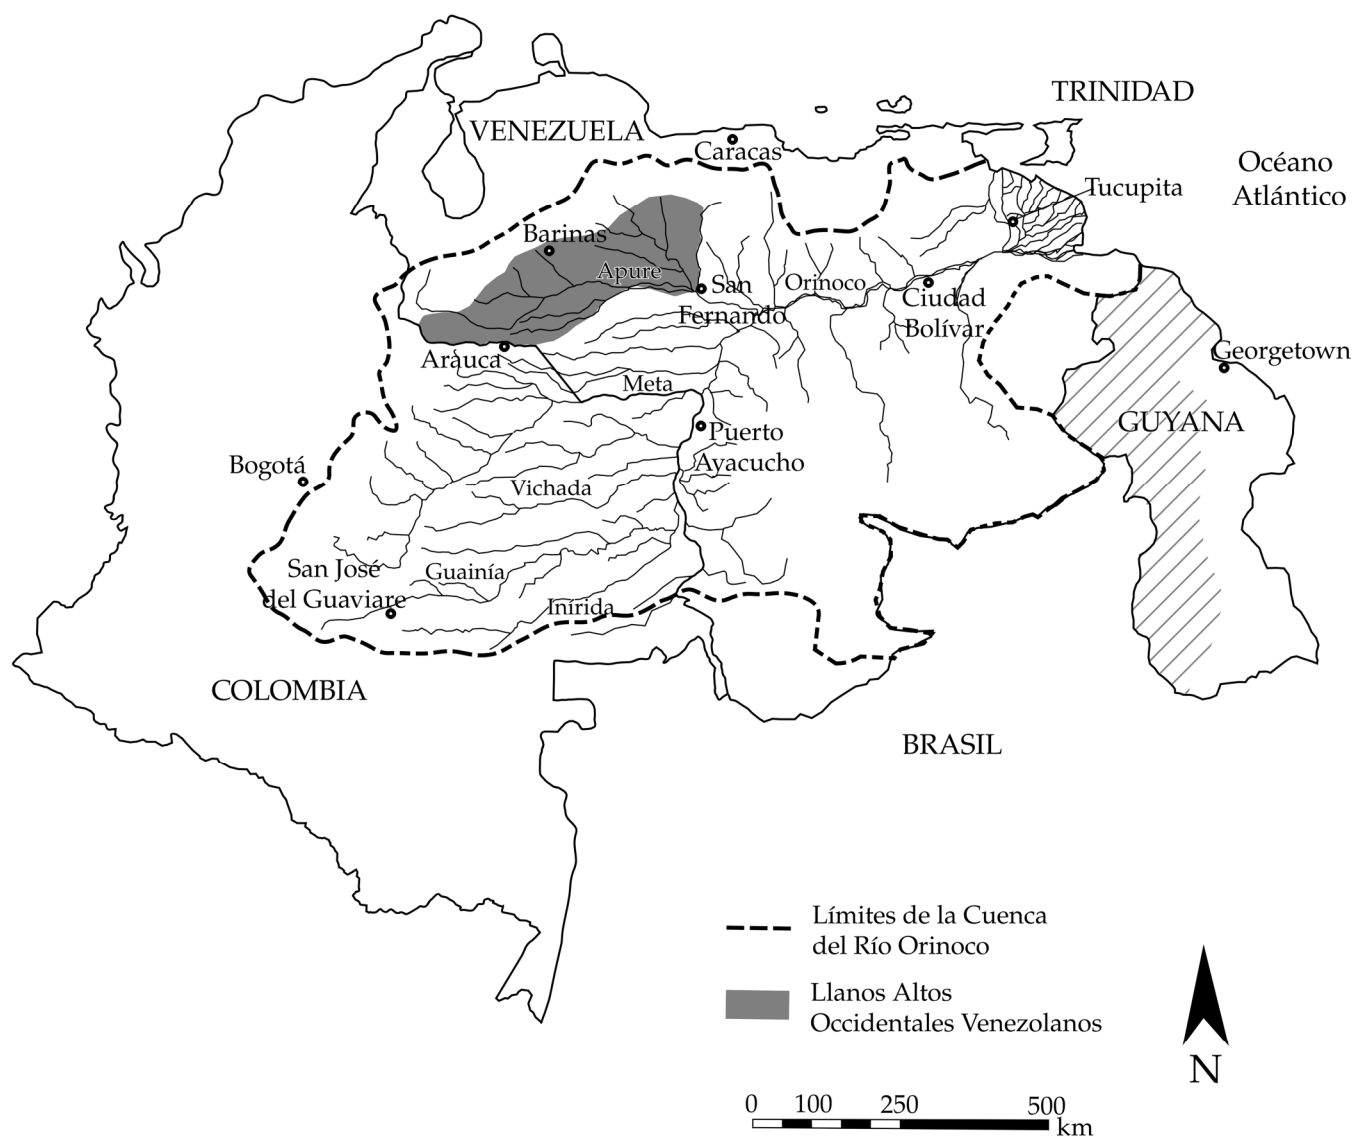 TRINIDAD
VENEZUELA
Caracas
Océano
Atlántico
Tucupita
Barinas
Apure
San
Fernando
Orinoco
Ciudad
Bolívar
Arauca
Meta
Georgetown
GUYANA
Puerto
Ayacucho
Bogotá
Vichada
San José
del Guaviare
Guainía
Inírida
COLOMBIA
BRASIL
Límites de la Cuenca
del Río Orinoco
Llanos Altos
Occidentales Venezolanos
N
0 100 250 500
km